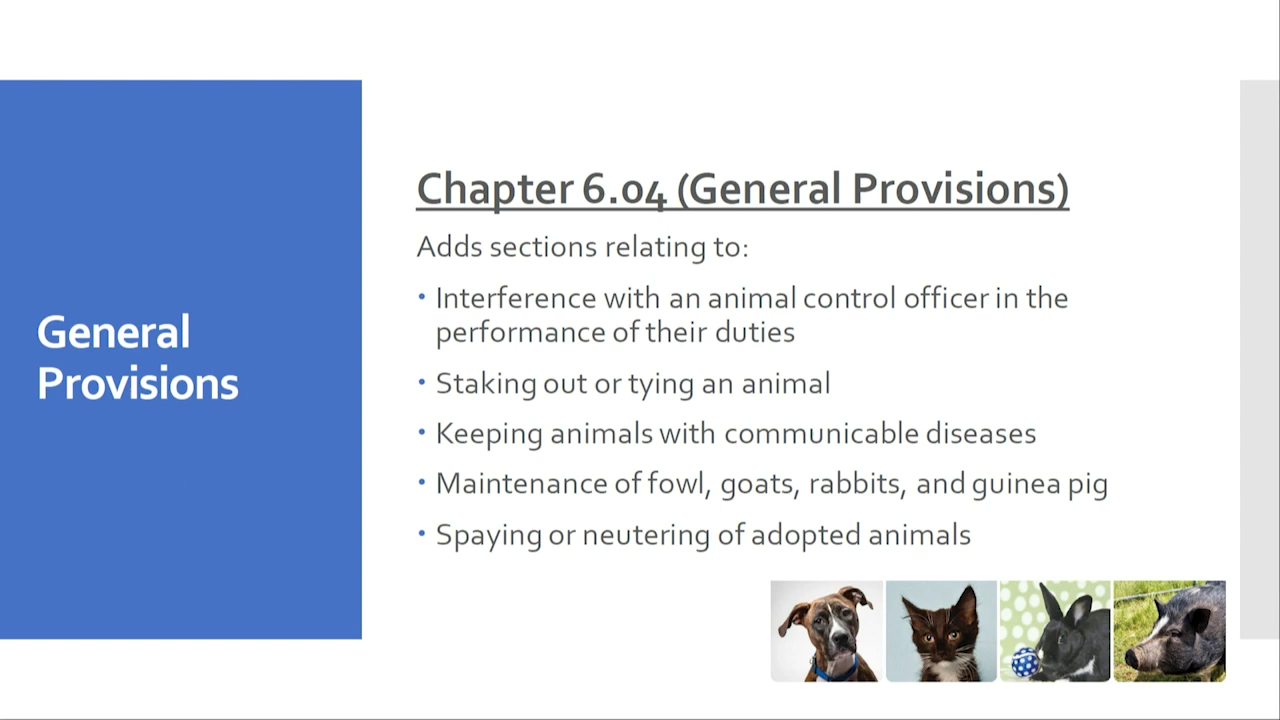 General
Provisions
Chapter 6.04 (General Provisions)
Adds sections relating to:
• Interference with an animal control officer in the
performance of their duties
• Staking out or tying an animal
• Keeping animals with communicable diseases
• Maintenance of fowl, goats, rabbits, and guinea pig
• Spaying or neutering of adopted animals